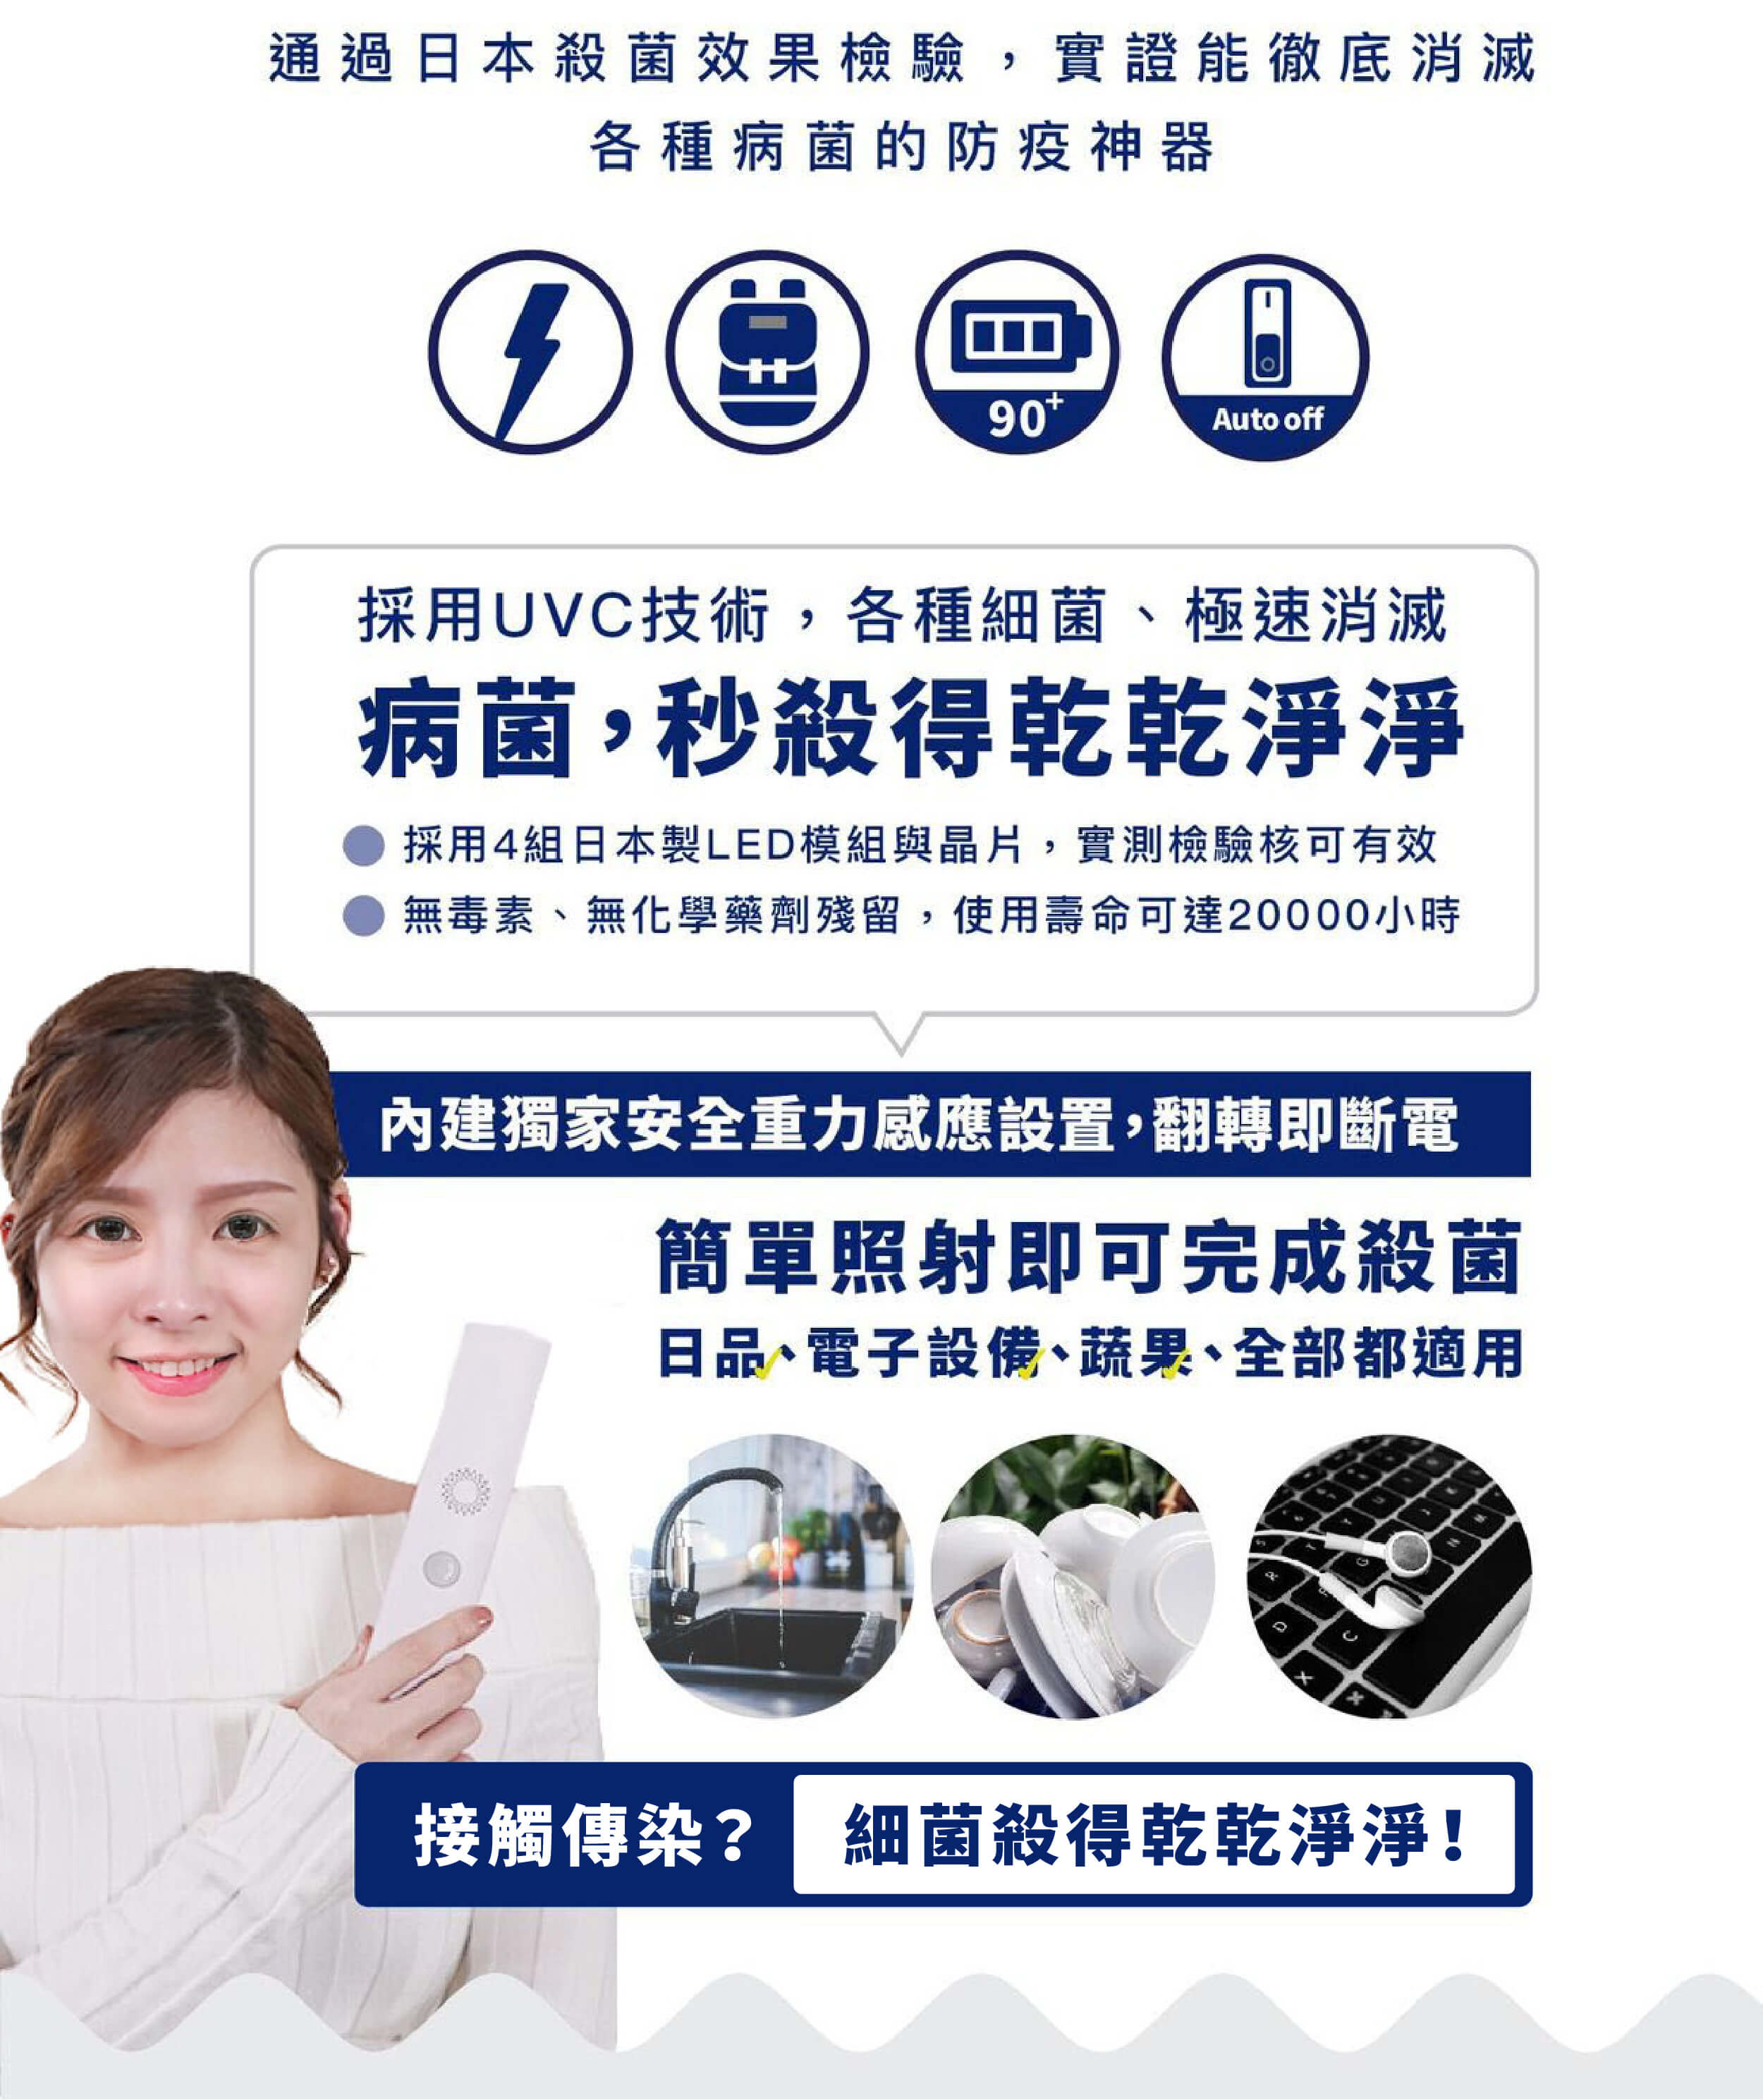 通過日本殺菌效果檢驗，實證能徹底消滅
各種病菌的防疫神器
90+
Auto off
採用UVC技術，各種細菌、極速消滅
病菌，秒殺得乾乾淨淨
採用4組日本製LED模組與晶片，實測檢驗核可有效
無毒素、無化學藥劑殘留，使用壽命可達20000小時
內建獨家安全重力感應設置，翻轉即斷電
簡單照射即可完成殺菌
日品、電子設備、蔬果、全部都適用
接觸傳染？
細菌殺得乾乾淨淨！